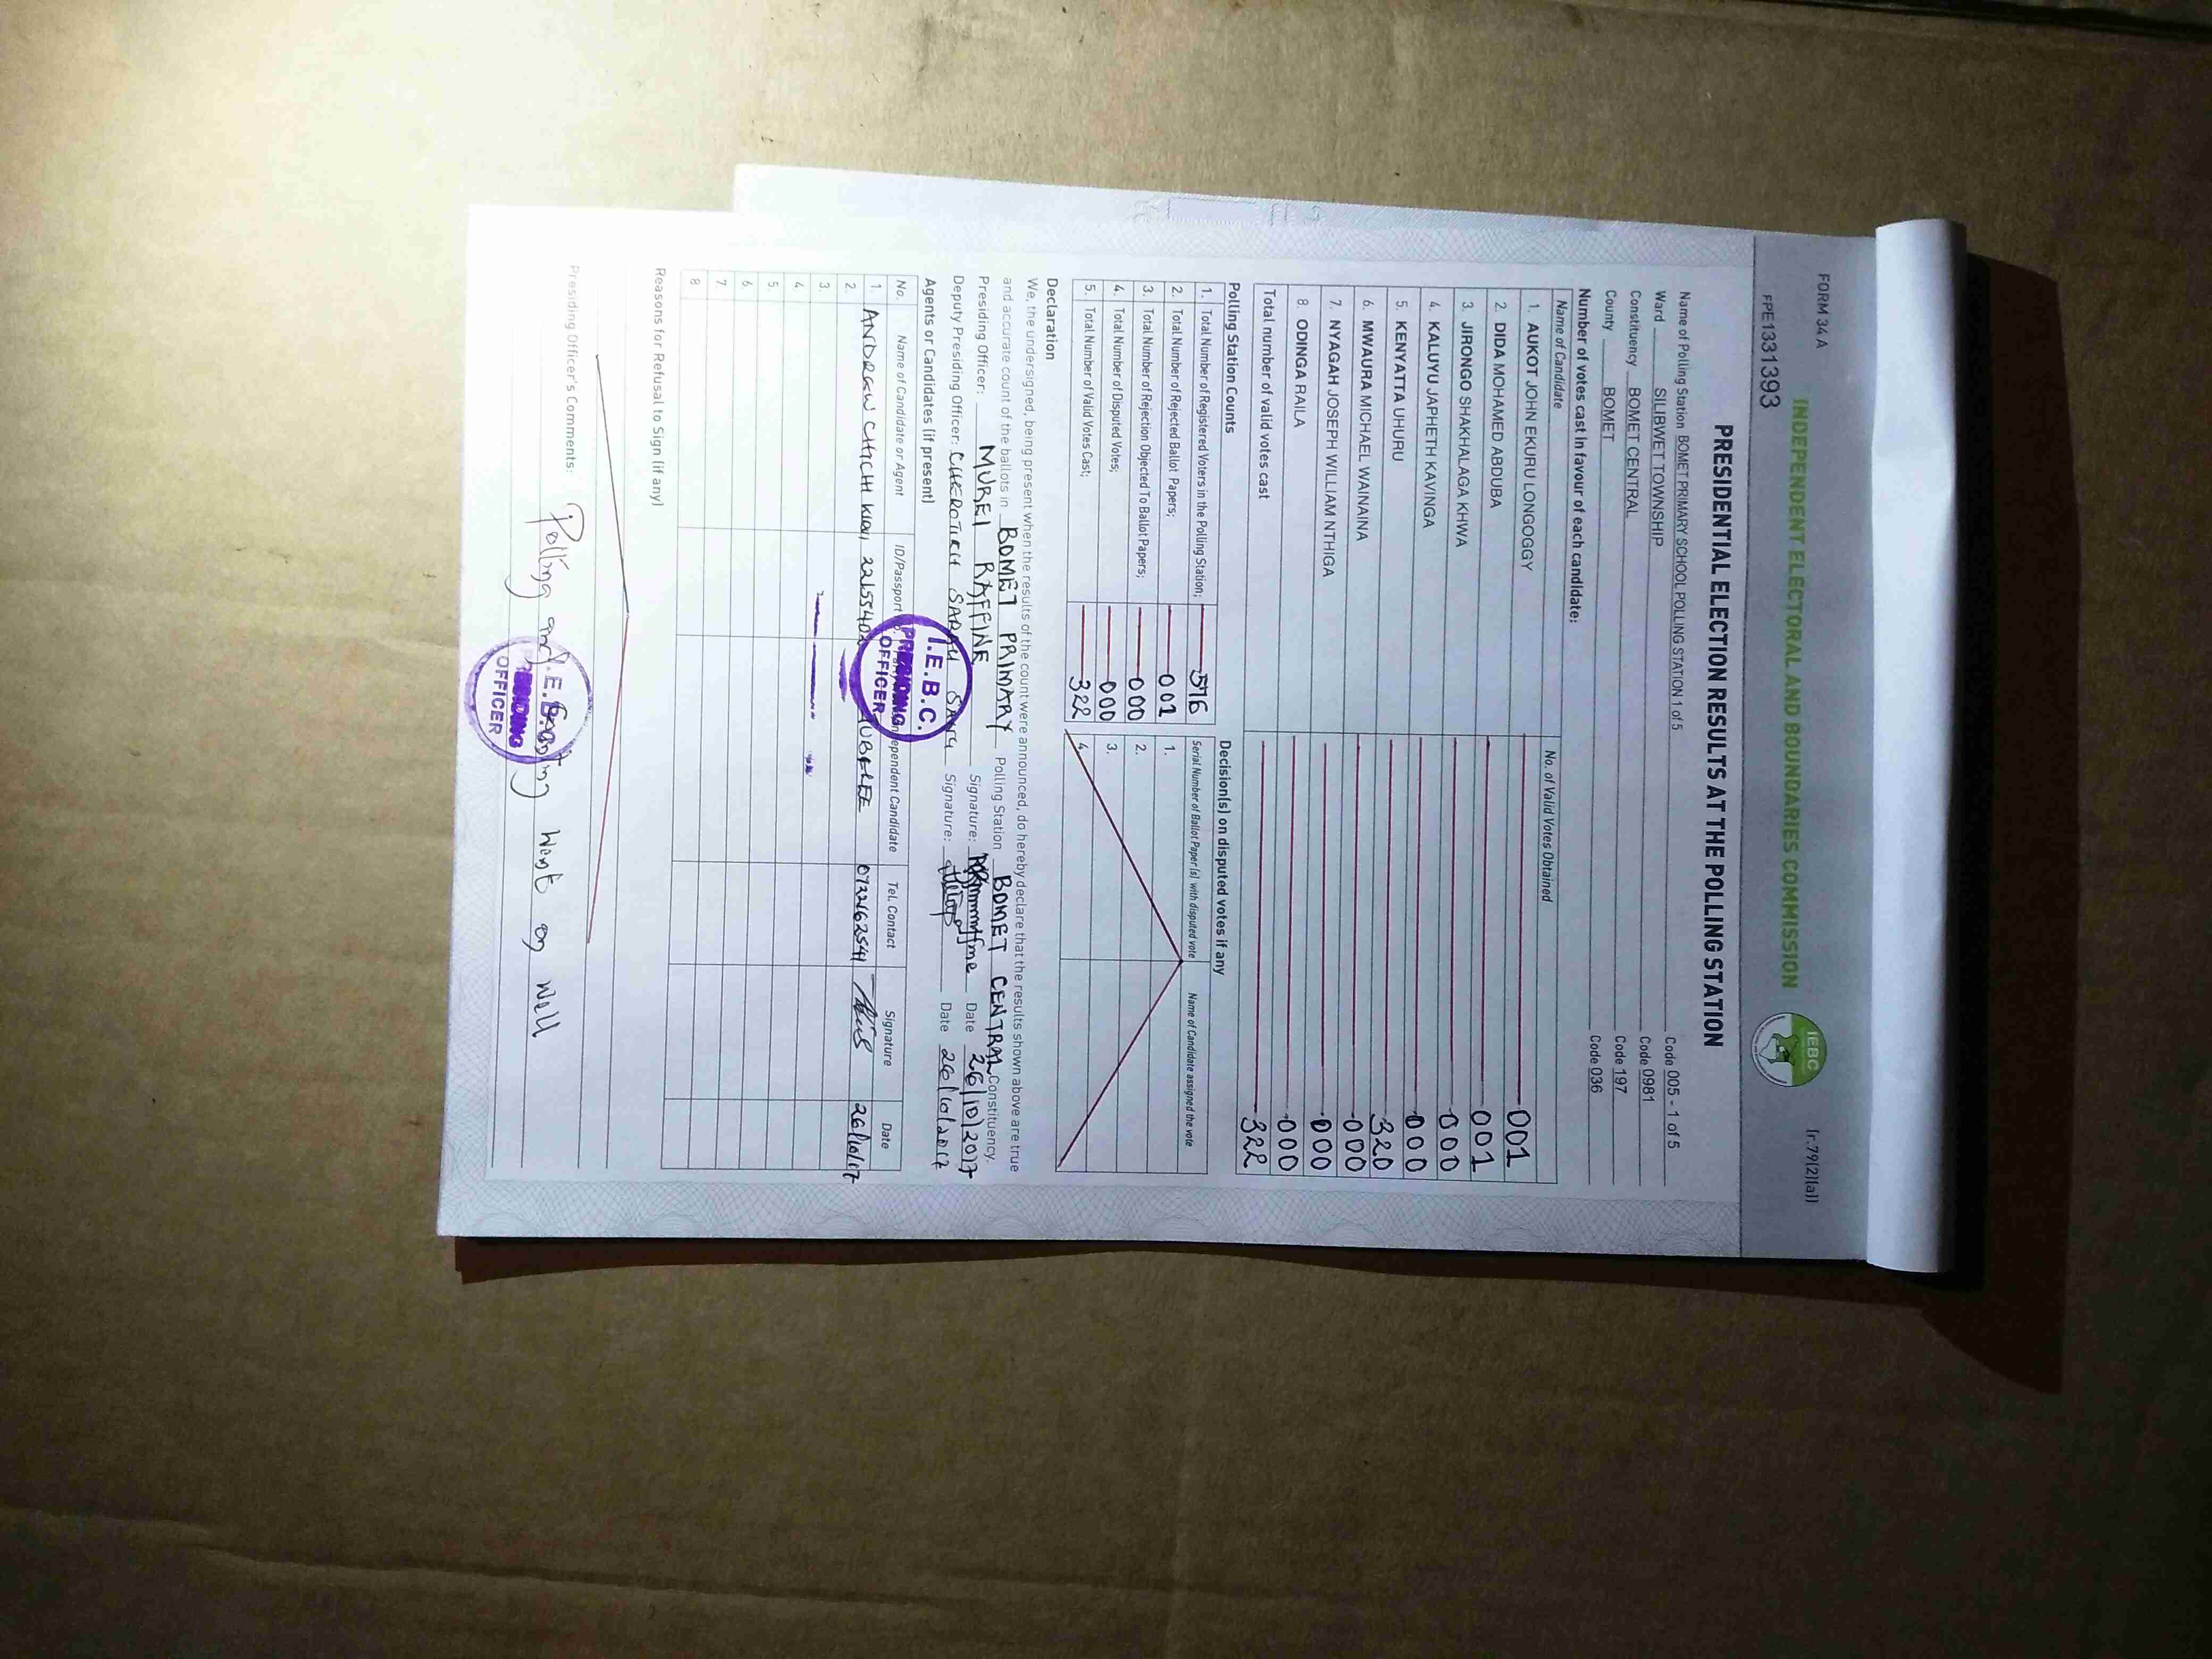 FORM 34A
(r.79(2)(a))
INDEPENDENT ELECTORAL AND BOUNDARIES COMMISSION
IEBC
FPE1331393
PRESIDENTIAL ELECTION RESULTS AT THE POLLING STATION
Name of Polling Station BOMET PRIMARY SCHOOL POLLING STATION 1 of 5 Code 005 - 1 of 5
Ward SILIBWET TOWNSHIP Code 0981
Constituency BOMET CENTRAL Code 197
County BOMET Code 036
Number of votes cast in favour of each candidate:
Name of Candidate No. of Valid Votes Obtained
1. AUKOT JOHN EKURU LONGOGGY 001
2. DIDA MOHAMED ABDUBA 001
3. JIRONGO SHAKHALAGA KHWA 000
4. KALUYU JAPHETH KAVINGA 000
5. KENYATTA UHURU 320
6. MWAURA MICHAEL WAINAINA 000
7. NYAGAH JOSEPH WILLIAM NTHIGA 000
8. ODINGA RAILA 000
Total number of valid votes cast 322
Polling Station Counts
1. Total Number of Registered Voters in the Polling Station; 576
2. Total Number of Rejected Ballot Papers; 001
3. Total Number of Rejection Objected To Ballot Papers; 000
4. Total Number of Disputed Votes; 000
5. Total Number of Valid Votes Cast; 322
Decision(s) on disputed votes if any
Serial Number of Ballot Paper(s) with disputed vote Name of Candidate assigned the vote
1.
2.
3.
4.
Declaration
We, the undersigned, being present when the results of the count were announced, do hereby declare that the results shown above are true
and accurate count of the ballots in BOMET PRIMARY Polling Station BOMET CENTRAL Constituency.
Presiding Officer: MUREI RAFFINE Signature: Date 26/10/2017
Deputy Presiding Officer: CHEROTICH SARAH Signature: Date 26/10/2017
Agents or Candidates (if present)
No. Name of Candidate or Agent ID/Passport Independent Candidate Tel. Contact Signature Date
1. ANDREW CHICHI JUBILEE 0722462541 26/10/17
2.
3.
4.
5.
6.
7.
8
I.E.B.C.
PRESIDING
OFFICER
Reasons for Refusal to Sign (if any)
Presiding Officer's Comments: Polling and Counting went on well
I.E.B.C.
PRESIDING
OFFICER